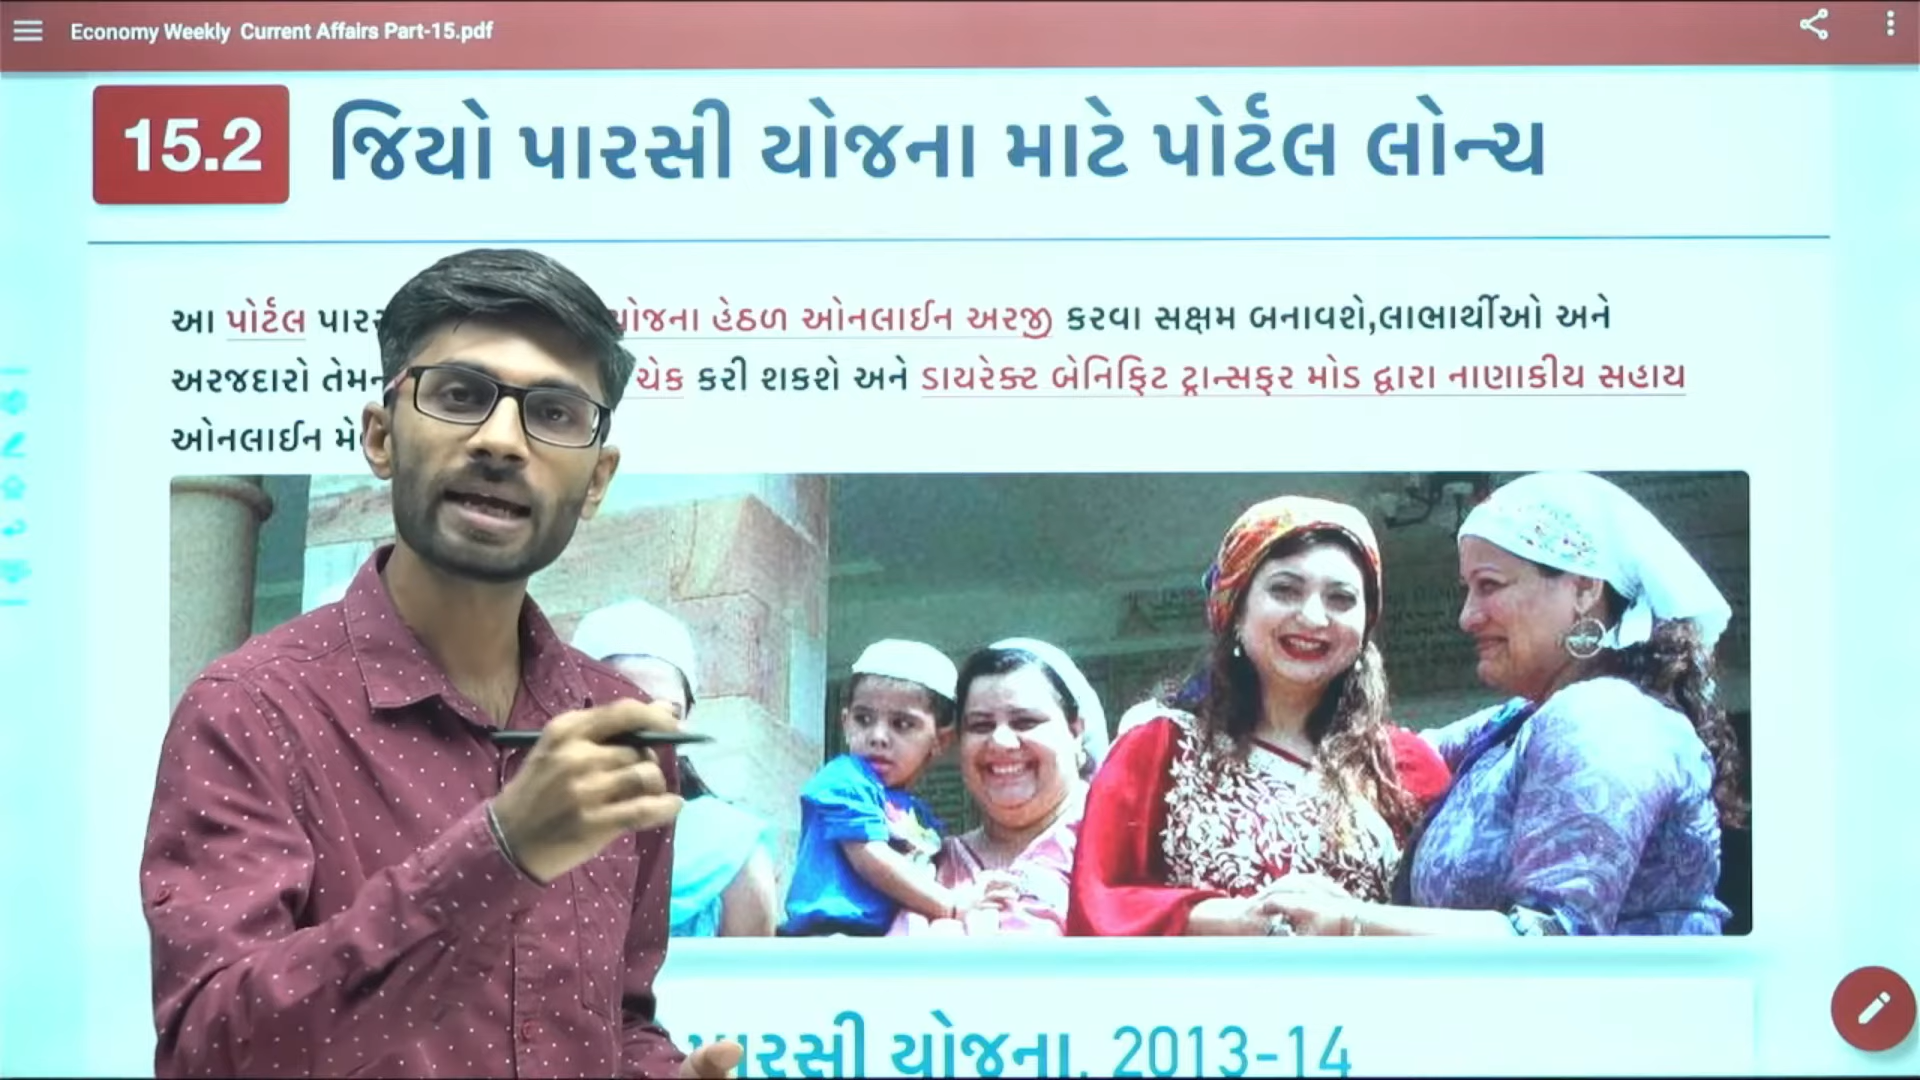 Economy Weekly Current Affairs Part-15.pdf
15.2 જિયો પારસી યોજના માટે પોર્ટલ લોન્ચ
આ પોર્ટલ યોજના હેઠળ ઓનલાઈન અરજી કરવા સક્ષમ બનાવશે,લાભાર્થીઓ અને
અરજદારો ચેક કરી શકશે અને ડાયરેક્ટ બેનિફિટ ટ્રાન્સફર મોડ દ્વારા નાણાકીય સહાય
ઓનલાઈન
પારસી યોજના. 2013-14